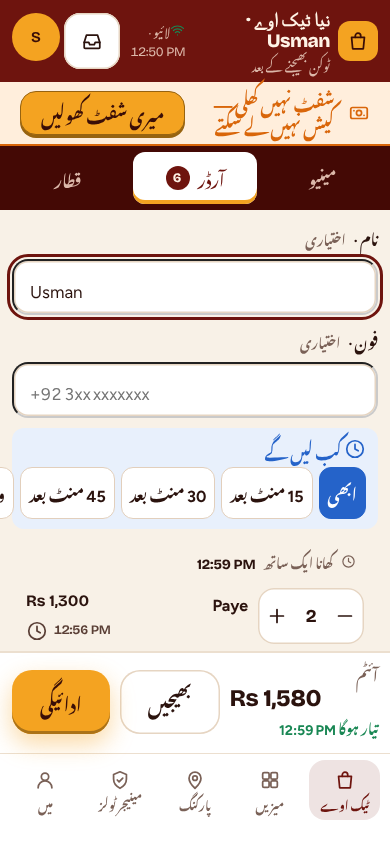 نیا ٹیک اوے ·
Usman
ٹوکن بھیجنے کے بعد
لائیو ·
12:50 PM
S
شفٹ نہیں کھلی —
کیش نہیں لے سکتے
میری شفٹ کھولیں
مینیو
آرڈر 6
قطار
نام · اختیاری
Usman
فون · اختیاری
+92 3xx xxxxxxx
کب لیں گے
ابھی
15 منٹ بعد
30 منٹ بعد
45 منٹ بعد
کھانا ایک ساتھ 12:59 PM
2
Paye
Rs 1,300
12:56 PM
آئٹم
Rs 1,580
تیار ہوگا 12:59 PM
بھیجیں
ادائیگی
ٹیک اوے
میزیں
پارکنگ
مینیجر ٹولز
میں